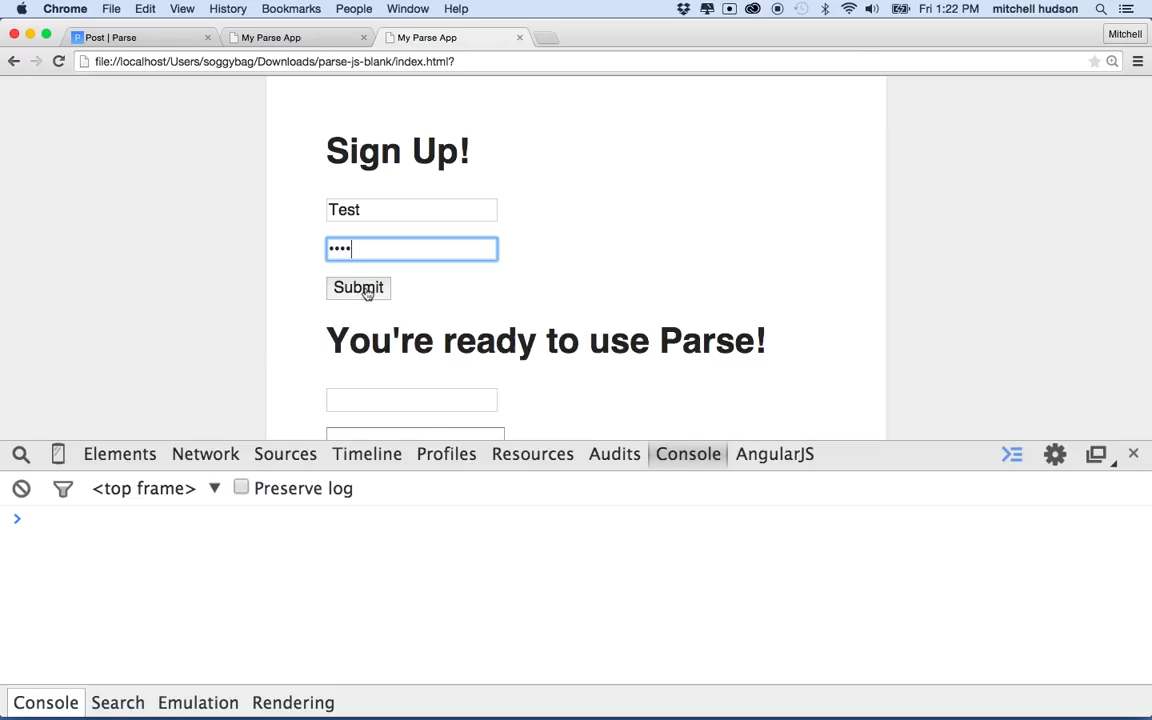 Chrome File Edit View History Bookmarks People Window Help Fri 1:22 PM mitchell hudson
Post | Parse My Parse App My Parse App Mitchell
file://localhost/Users/soggybag/Downloads/parse-js-blank/index.html?
Sign Up!
Test
••••
Submit
You're ready to use Parse!
Elements Network Sources Timeline Profiles Resources Audits Console AngularJS
<top frame> Preserve log
Console Search Emulation Rendering